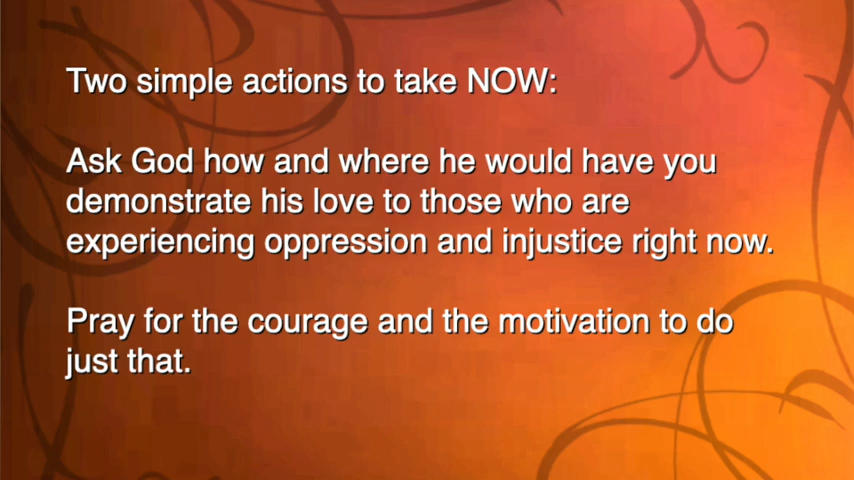 Two simple actions to take NOW:
Ask God how and where he would have you
demonstrate his love to those who are
experiencing oppression and injustice right now.
Pray for the courage and the motivation to do
just that.